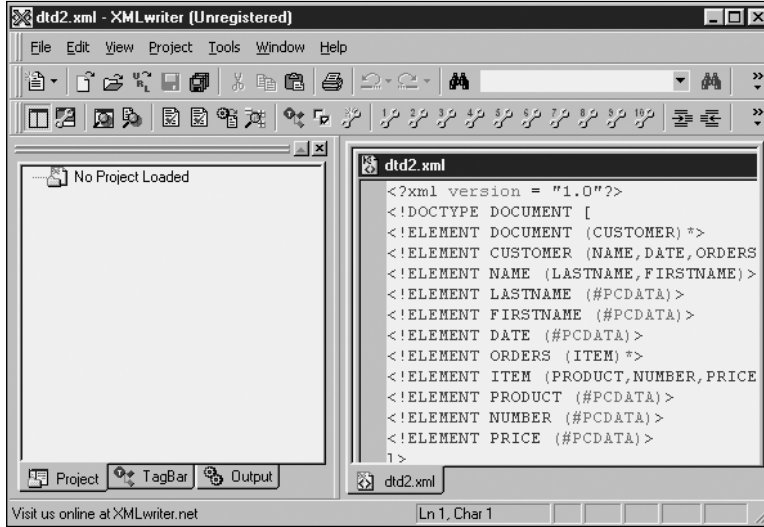 dtd2.xml - XMLwriter (Unregistered)
File Edit View Project Tools Window Help
No Project Loaded
dtd2.xml
<?xml version = "1.0"?>
<!DOCTYPE DOCUMENT [
<!ELEMENT DOCUMENT (CUSTOMER)*>
<!ELEMENT CUSTOMER (NAME,DATE,ORDERS
<!ELEMENT NAME (LASTNAME,FIRSTNAME)>
<!ELEMENT LASTNAME (#PCDATA)>
<!ELEMENT FIRSTNAME (#PCDATA)>
<!ELEMENT DATE (#PCDATA)>
<!ELEMENT ORDERS (ITEM)*>
<!ELEMENT ITEM (PRODUCT,NUMBER,PRICE
<!ELEMENT PRODUCT (#PCDATA)>
<!ELEMENT NUMBER (#PCDATA)>
<!ELEMENT PRICE (#PCDATA)>
]>
Project TagBar Output
dtd2.xml
Visit us online at XMLwriter.net
Ln 1, Char 1